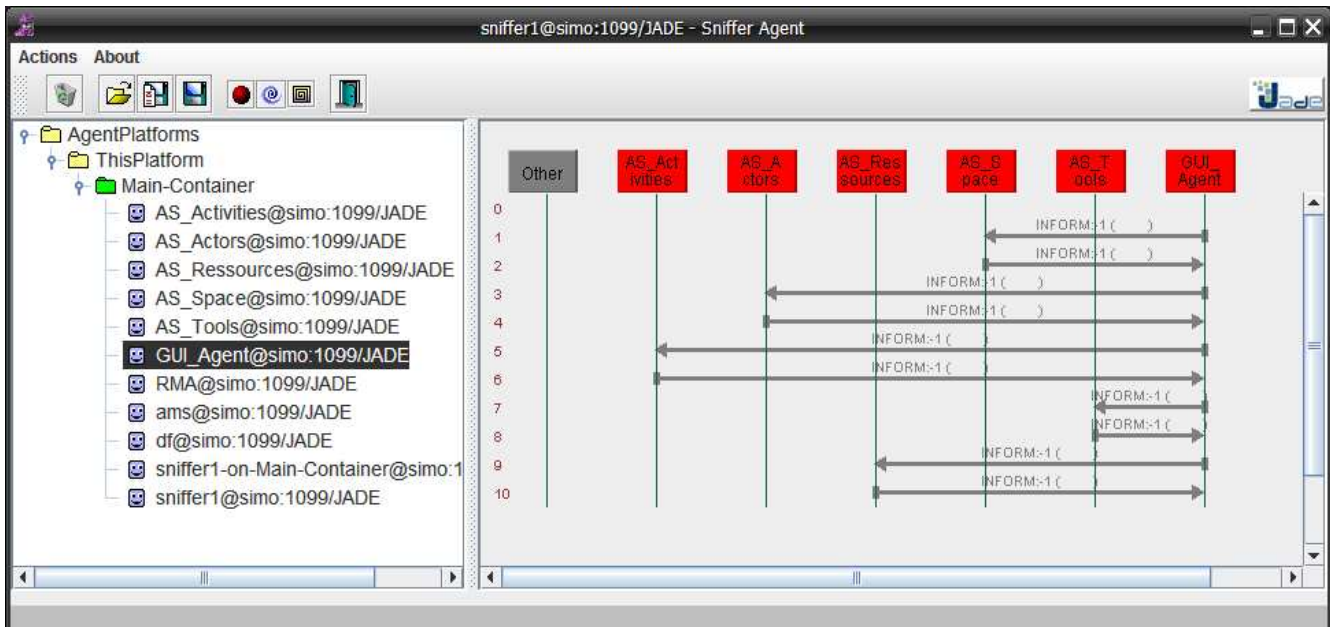 sniffer1@simo:1099/JADE - Sniffer Agent
Actions About
Jade
AgentPlatforms
ThisPlatform
Main-Container
AS_Activities@simo:1099/JADE
AS_Actors@simo:1099/JADE
AS_Ressources@simo:1099/JADE
AS_Space@simo:1099/JADE
AS_Tools@simo:1099/JADE
GUI_Agent@simo:1099/JADE
RMA@simo:1099/JADE
ams@simo:1099/JADE
df@simo:1099/JADE
sniffer1-on-Main-Container@simo:1
sniffer1@simo:1099/JADE
Other
AS_Act
ivities
AS_A
ctors
AS_Res
sources
AS_S
pace
AS_T
ools
GUI_
Agent
0
INFORM:-1 ( )
1
INFORM:-1 ( )
2
INFORM:-1 ( )
3
INFORM:-1 ( )
4
INFORM:-1 ( )
5
INFORM:-1 ( )
6
INFORM:-1 (
7
INFORM:-1 ( )
8
INFORM:-1 ( )
9
INFORM:-1 ( )
10